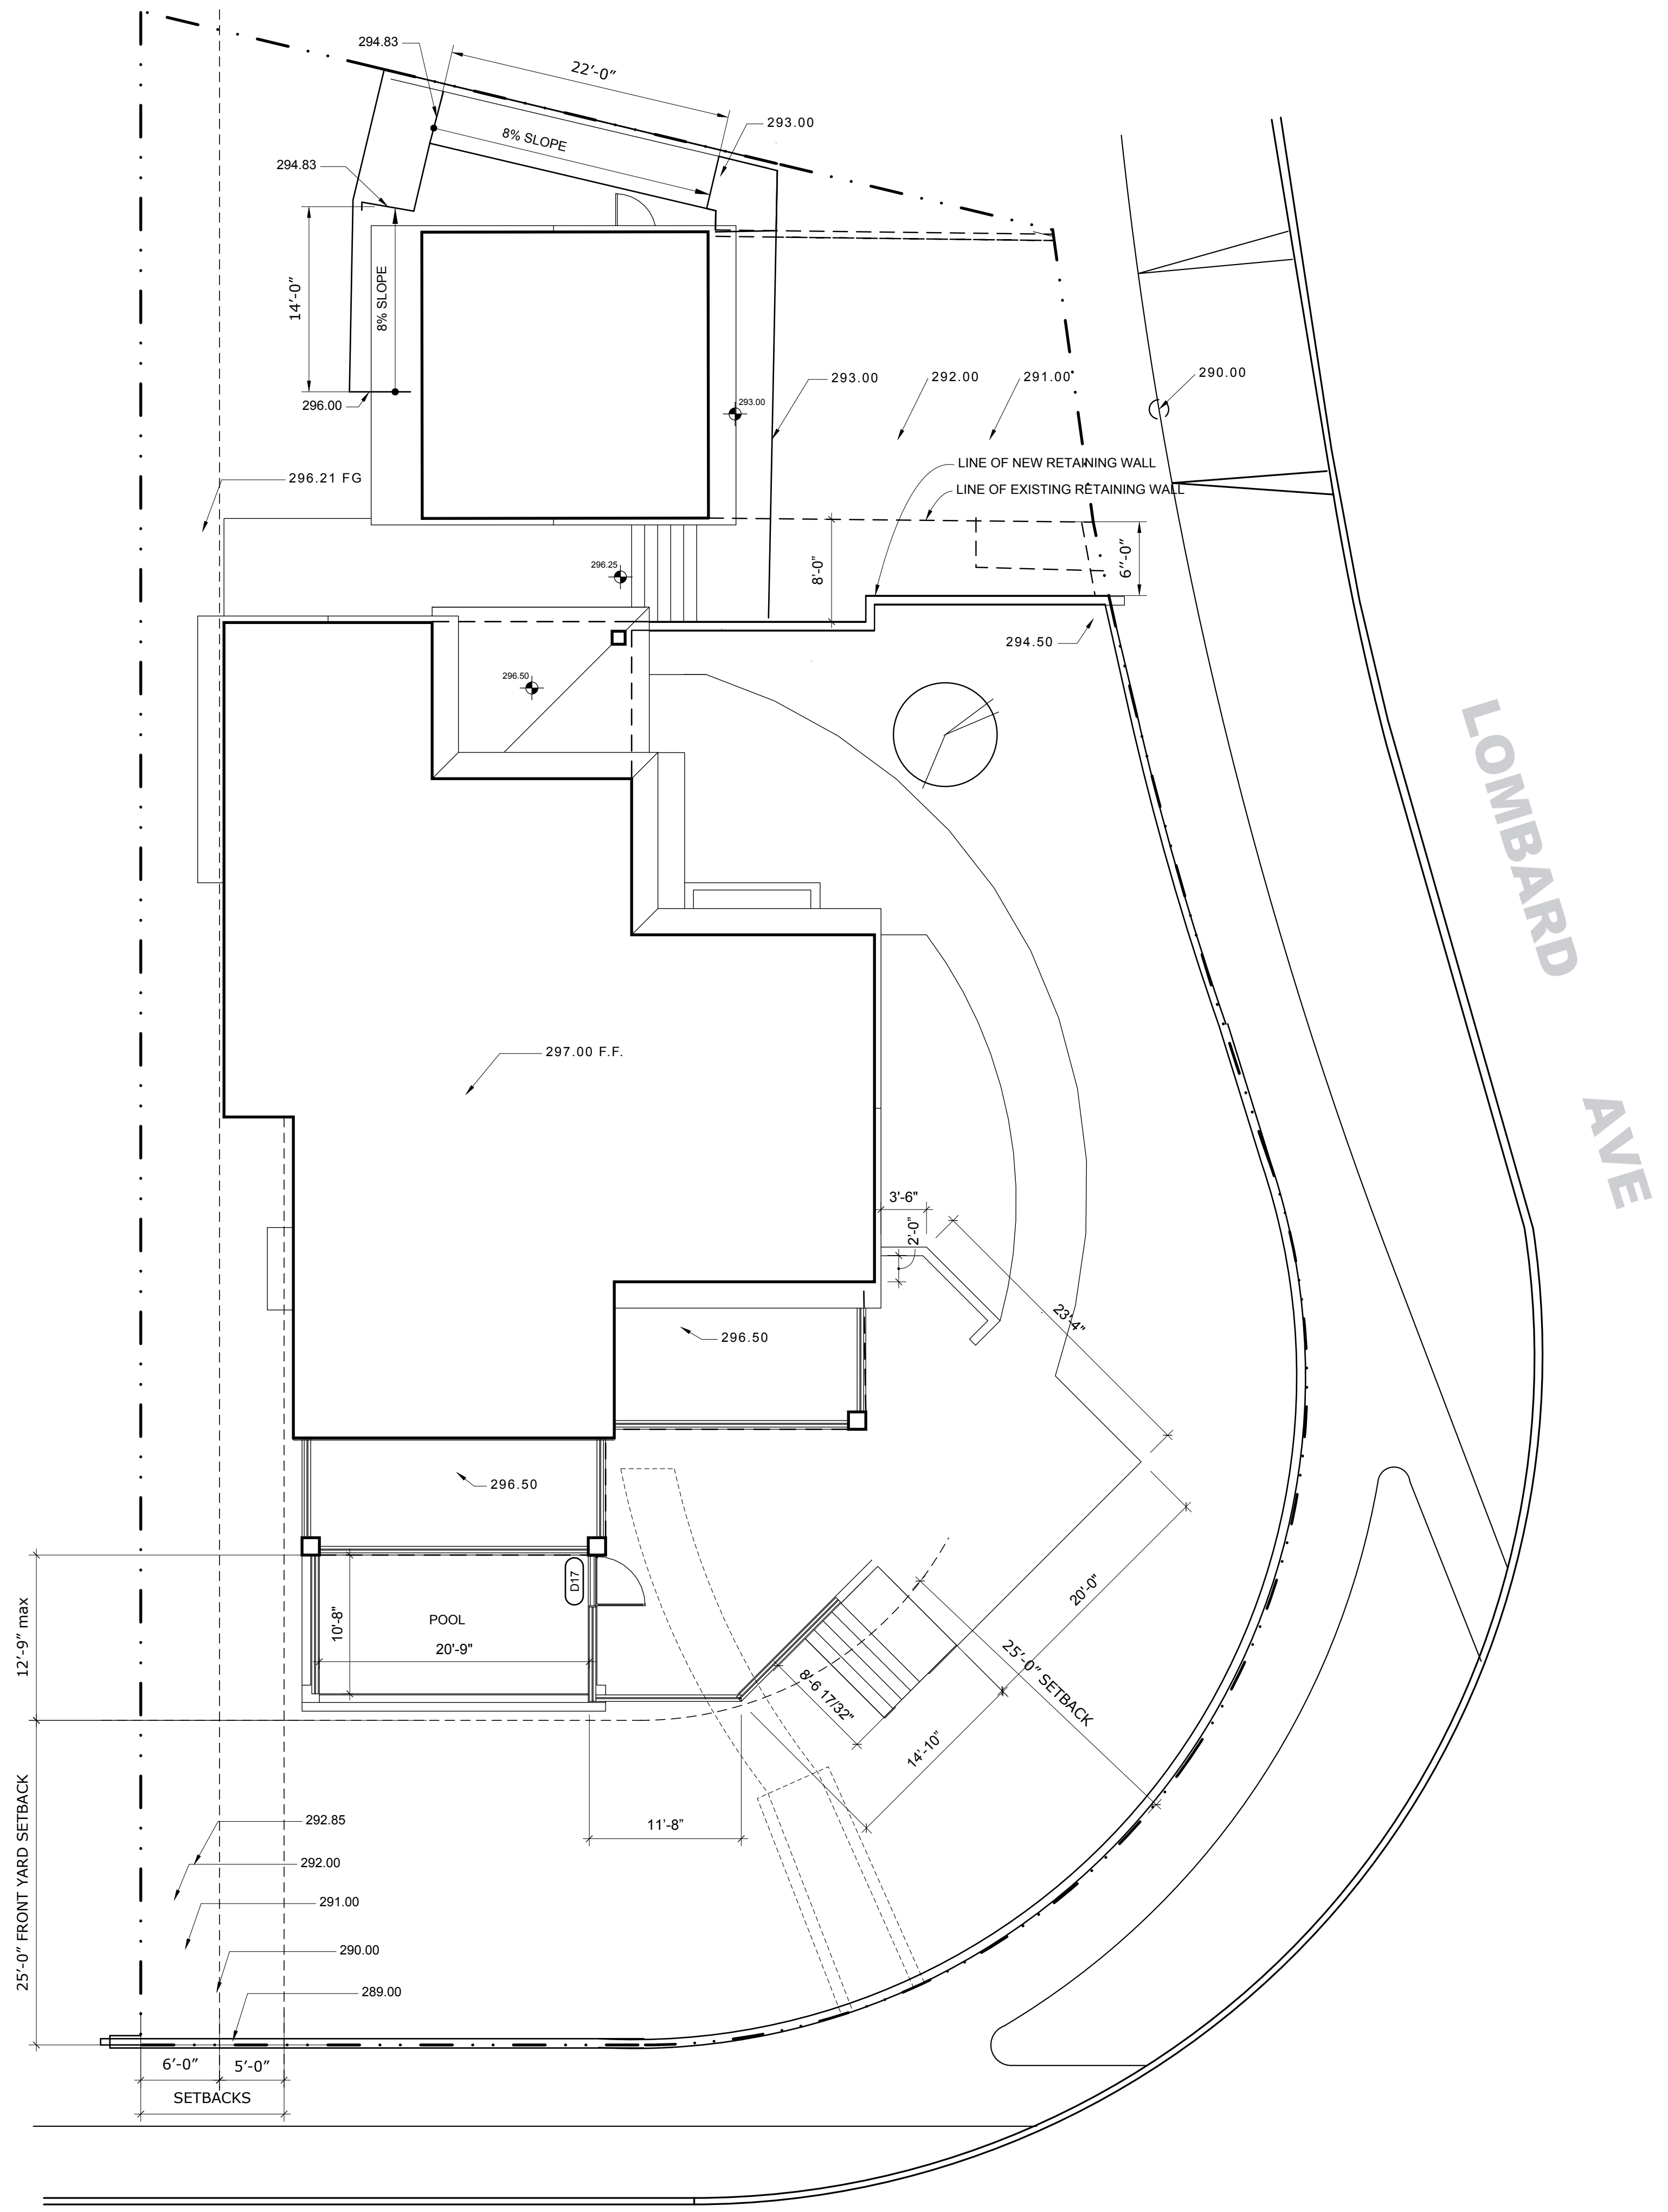 294.83
22’-0”
8% SLOPE
293.00
294.83
14’-0”
8% SLOPE
296.00
293.00
292.00
291.00
290.00
293.00
LINE OF NEW RETAINING WALL
296.21 FG
LINE OF EXISTING RETAINING WALL
8'-0”
6”-0”
296.25
294.50
296.50
LOMBARD
AVE
297.00 F.F.
3'-6"
2'-0”
23'-4"
296.50
296.50
D17
POOL
10'-8"
20'-9"
12’-9” max
20'-0"
25’-0” SETBACK
8'-6 17/32"
14'-10"
11'-8”
25’-0” FRONT YARD SETBACK
292.85
292.00
291.00
290.00
289.00
6’-0”
5’-0”
SETBACKS